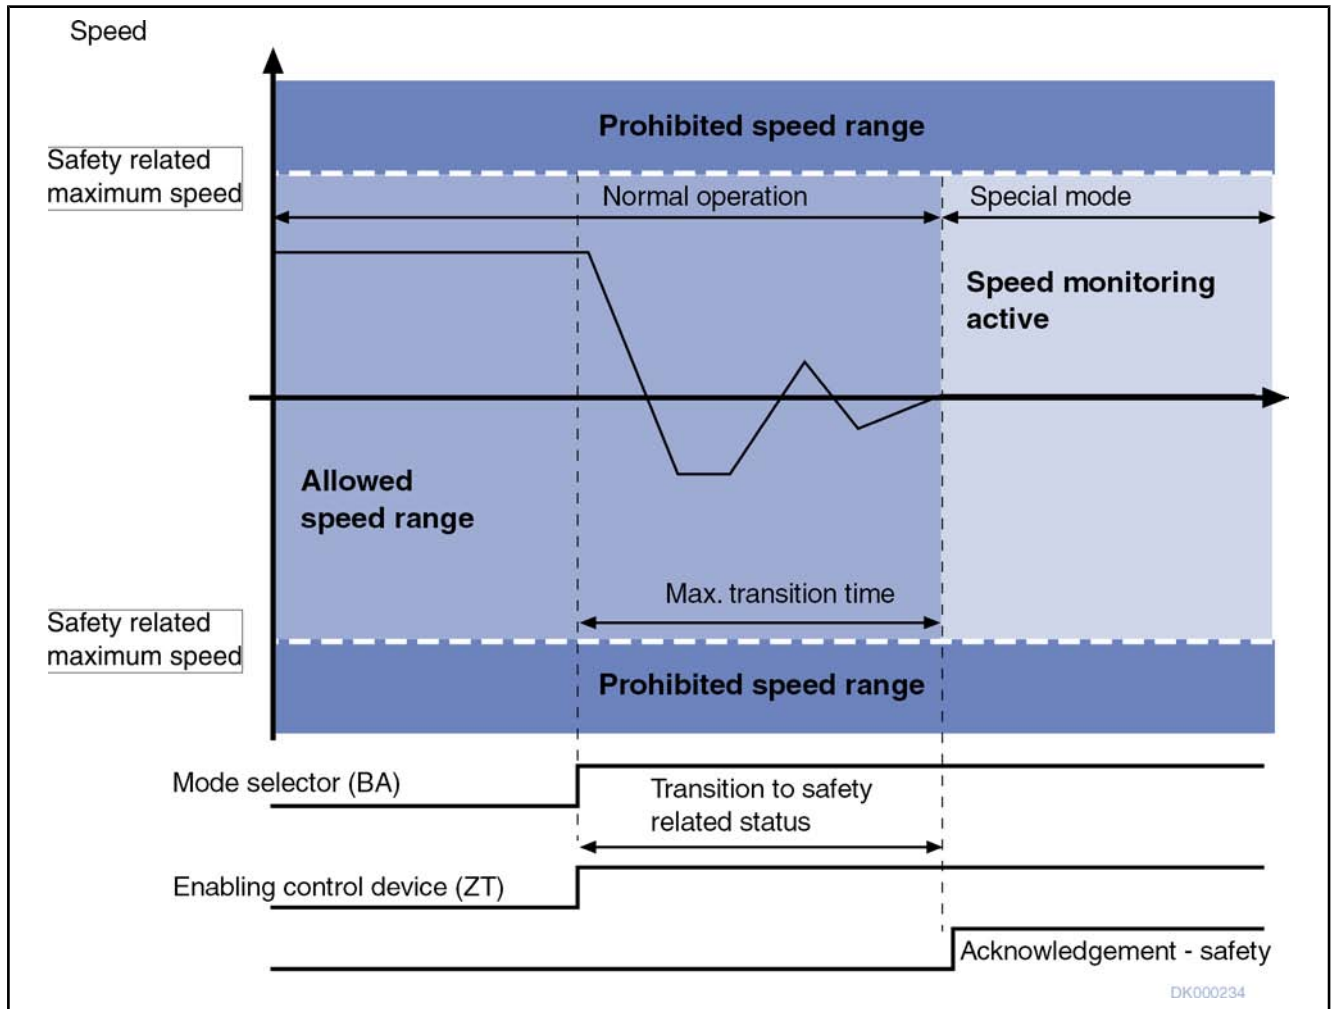 Speed
Prohibited speed range
Safety related
maximum speed
Normal operation
Special mode
Speed monitoring
active
Allowed
speed range
Max. transition time
Safety related
maximum speed
Prohibited speed range
Mode selector (BA)
Transition to safety
related status
Enabling control device (ZT)
Acknowledgement - safety
DK000234